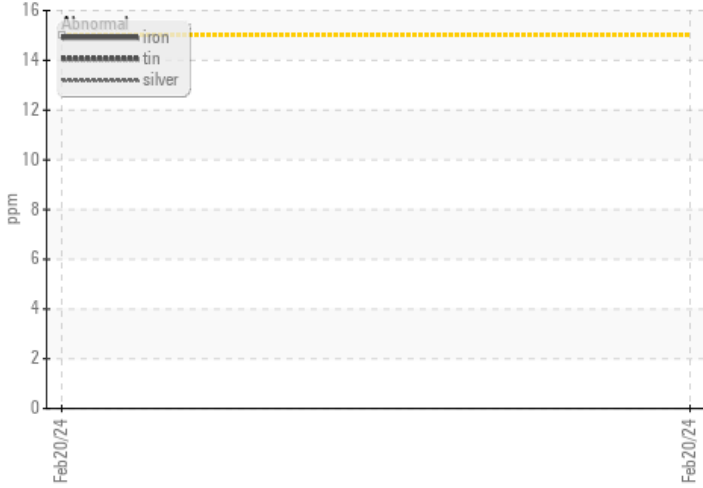 16
Abnormal
iron
tin
silver
14
12
10
8
6
4
2
0
ppm
Feb20/24
Feb20/24